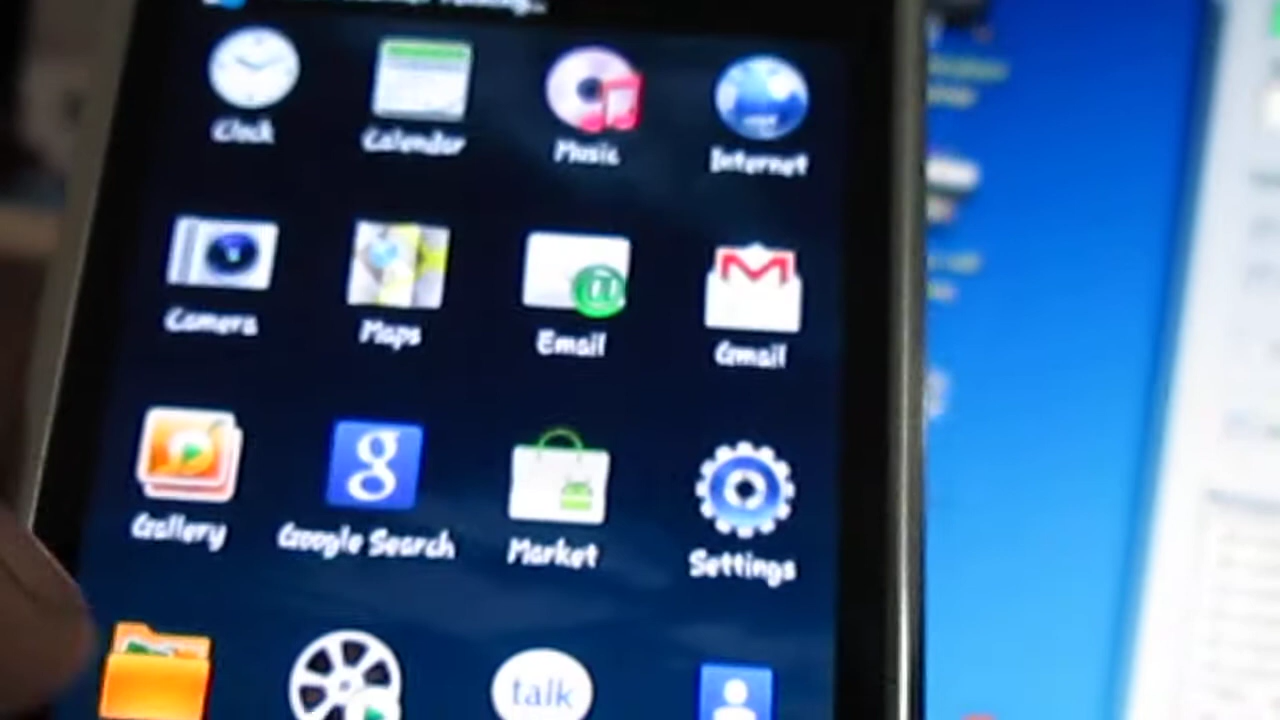 Clock Calendar Music Internet
Camera Maps Email Gmail
Gallery Google Search Market Settings
talk